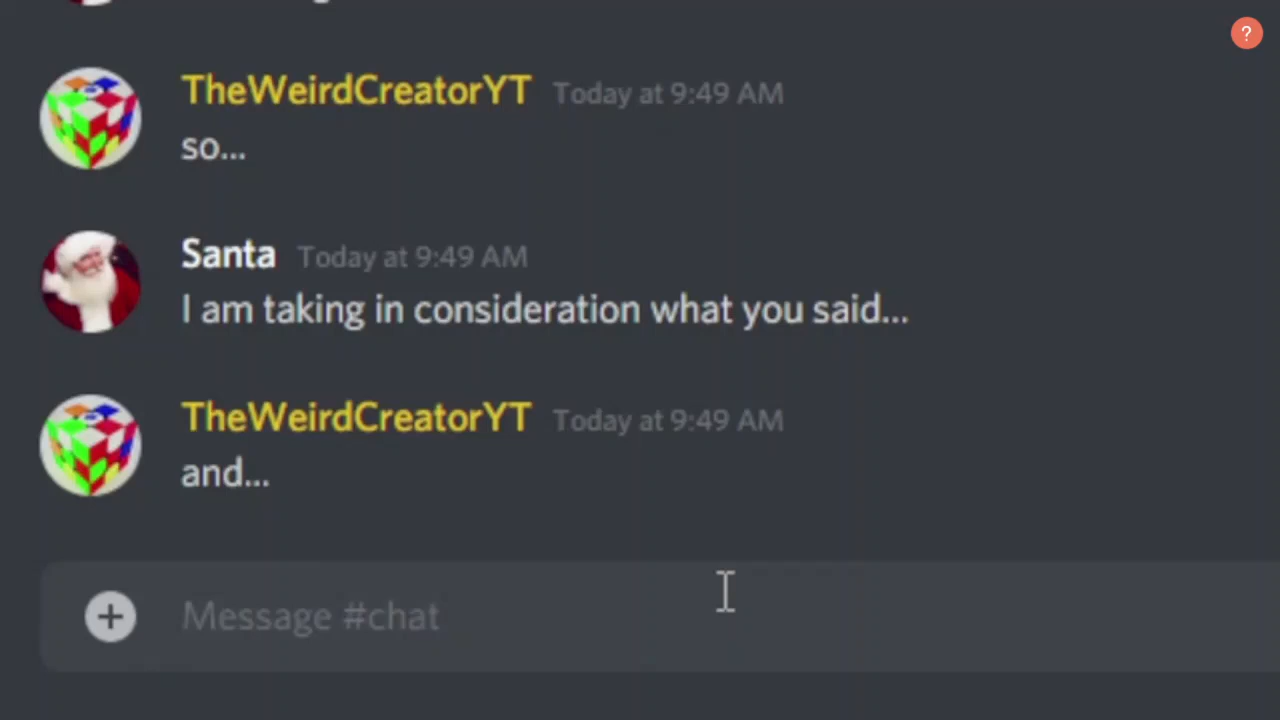 TheWeirdCreatorYT Today at 9:49 AM
so...
Santa Today at 9:49 AM
I am taking in consideration what you said...
TheWeirdCreatorYT Today at 9:49 AM
and...
Message #chat
?